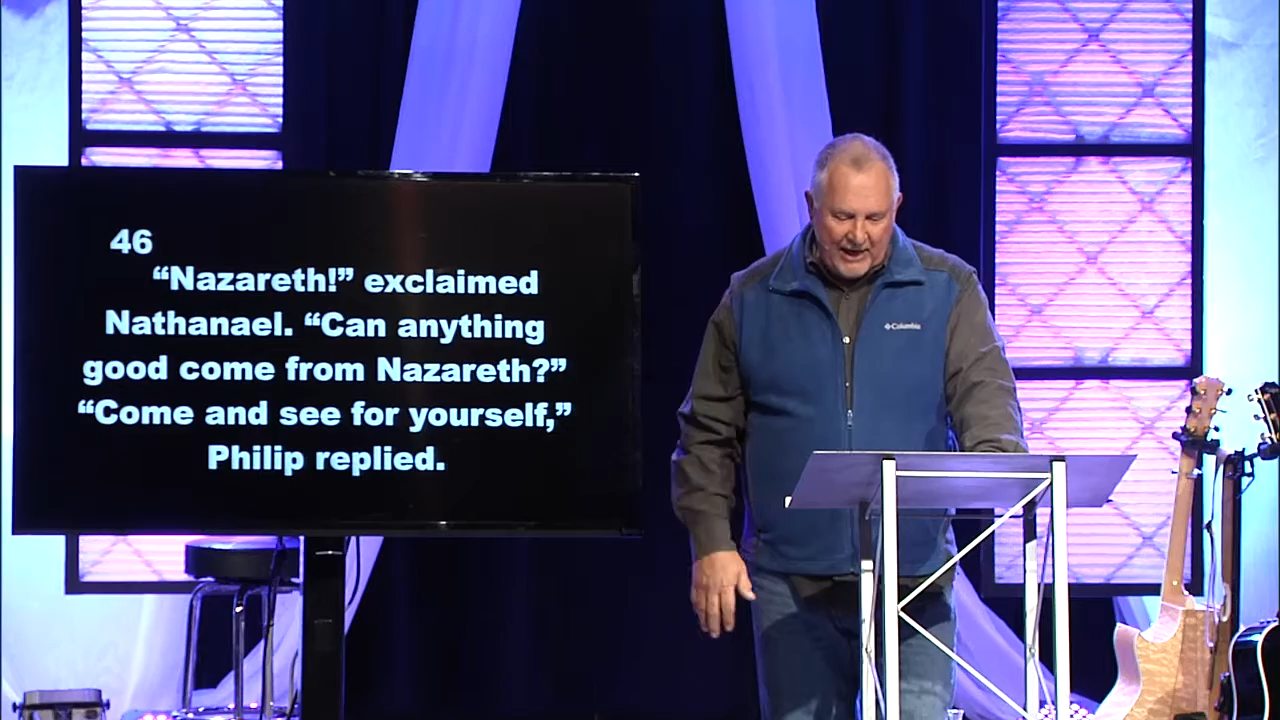 46
“Nazareth!” exclaimed
Nathanael. “Can anything
good come from Nazareth?”
“Come and see for yourself,”
Philip replied.
Columbia